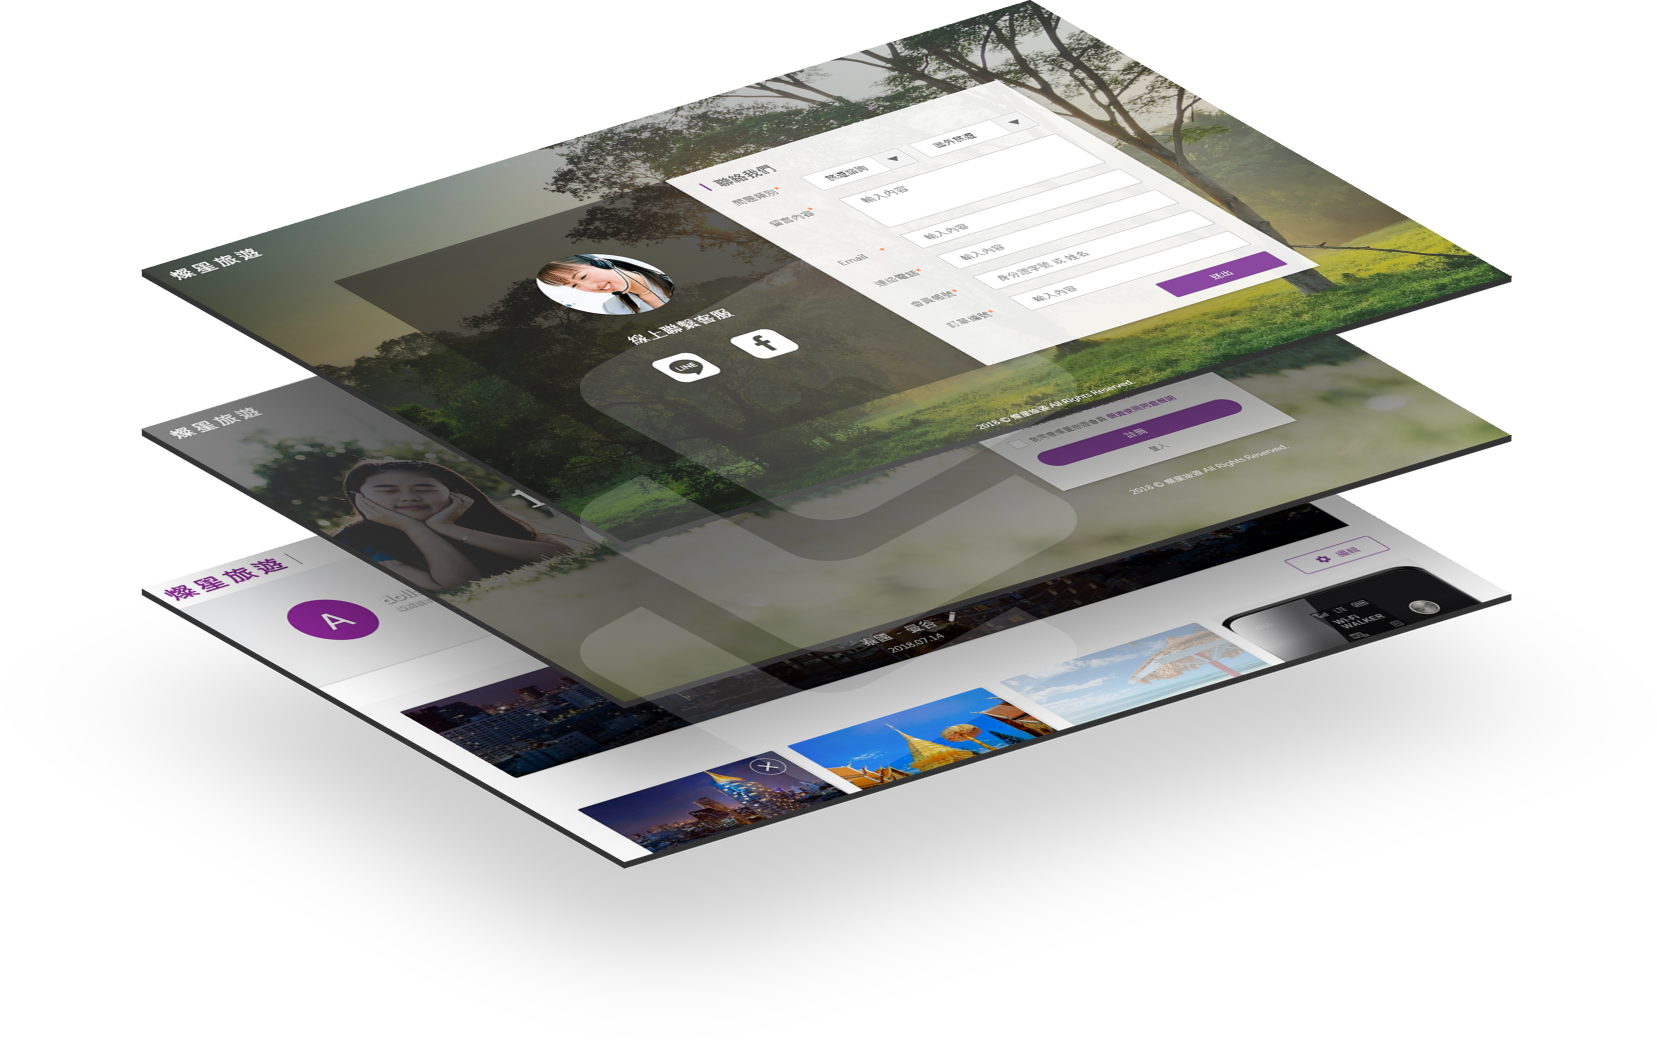 燦星旅遊
線上聯繫客服
LINE
聯絡我們
問題類別*
旅遊諮詢
國外旅遊
留言內容*
輸入內容
Email *
輸入內容
連絡電話*
輸入內容
會員帳號*
身分證字號 或 姓名
訂單編號*
輸入內容
送出
2018 © 燦星旅遊 All Rights Reserved.
燦星旅遊
1
註冊
登入
2018 © 燦星旅遊 All Rights Reserved.
燦星旅遊
A
編輯
泰國 - 曼谷
2018.07.14
LTE
Wi-Fi
WALKER